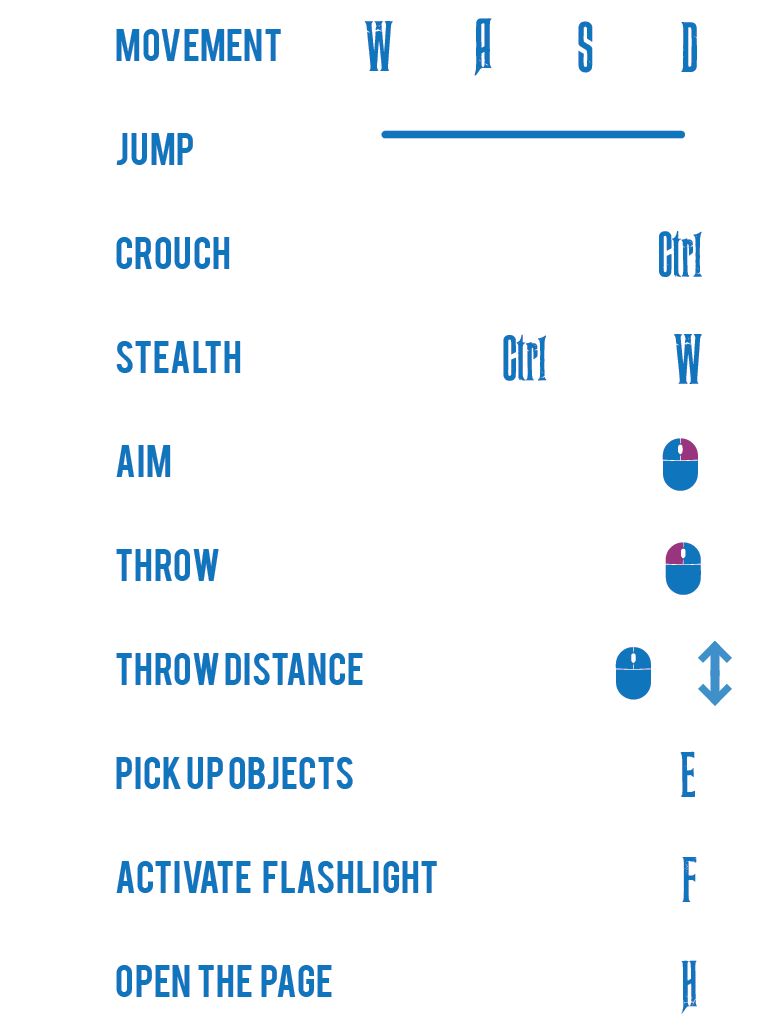 MOVEMENT W A S D
JUMP
CROUCH Ctrl
STEALTH Ctrl W
AIM
THROW
THROW DISTANCE
PICK UP OBJECTS E
ACTIVATE FLASHLIGHT F
OPEN THE PAGE H